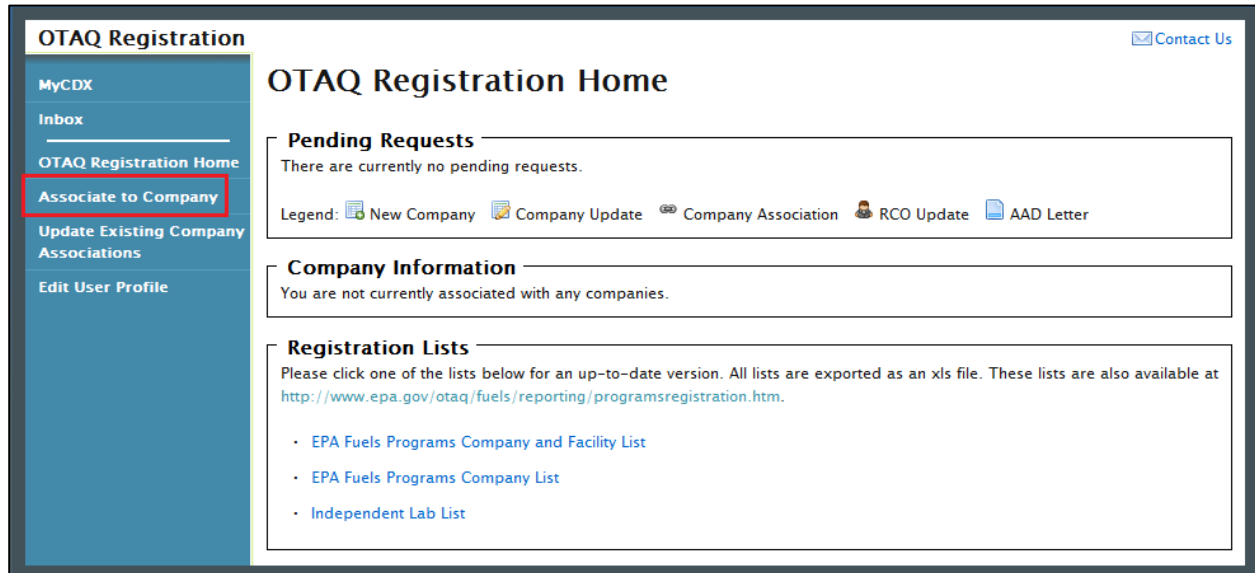 OTAQ Registration
Contact Us
MyCDX
Inbox
OTAQ Registration Home
Associate to Company
Update Existing Company
Associations
Edit User Profile
OTAQ Registration Home
Pending Requests
There are currently no pending requests.
Legend: New Company Company Update Company Association RCO Update AAD Letter
Company Information
You are not currently associated with any companies.
Registration Lists
Please click one of the lists below for an up-to-date version. All lists are exported as an xls file. These lists are also available at
http://www.epa.gov/otaq/fuels/reporting/programsregistration.htm.
• EPA Fuels Programs Company and Facility List
• EPA Fuels Programs Company List
• Independent Lab List